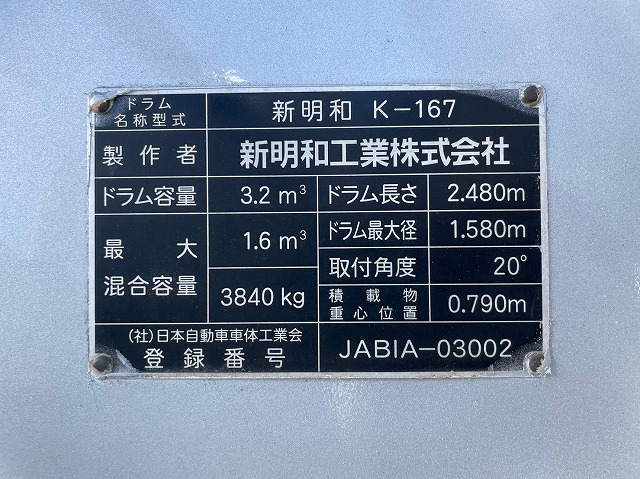 ドラム
名称型式
新明和 K-167
製作者
新明和工業株式会社
ドラム容量
3.2 m³
ドラム長さ
2.480m
最大
混合容量
1.6 m³
3840 kg
ドラム最大径
1.580m
取付角度
20°
積載物
重心位置
0.790m
(社)日本自動車車体工業会
登録番号
JABIA-03002